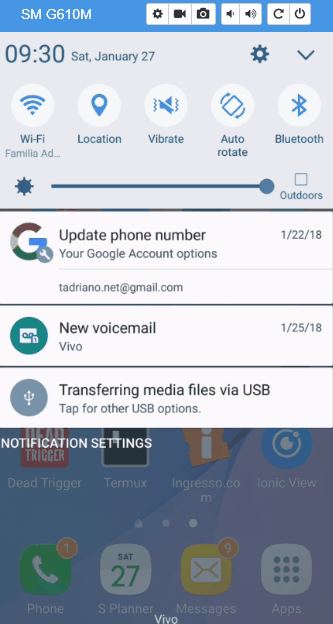 SM G610M
09:30 Sat, January 27
Wi-Fi
Familia Ad...
Location
Vibrate
Auto
rotate
Bluetooth
Outdoors
Update phone number 1/22/18
Your Google Account options
tadriano.net@gmail.com
New voicemail 1/25/18
Vivo
Transferring media files via USB
Tap for other USB options.
NOTIFICATION SETTINGS
DEAD
TRIGGER
Dead Trigger
Termux
Ingresso.co
m
Ionic View
1
SAT
27
9
Phone
S Planner
Messages
Apps
Vivo